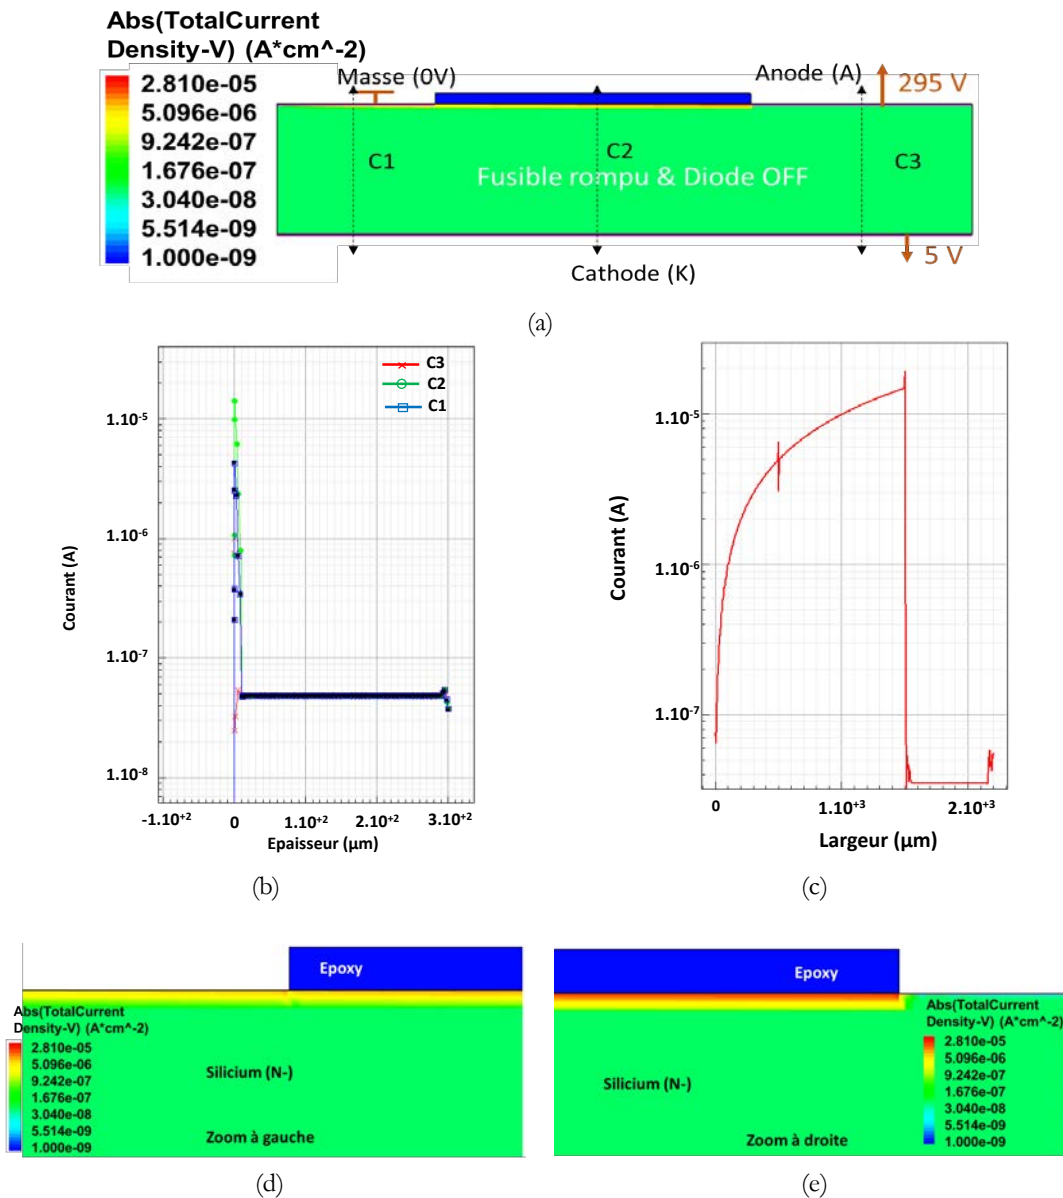 Abs(TotalCurrent
Density-V) (A*cm^-2)
2.810e-05
5.096e-06
9.242e-07
1.676e-07
3.040e-08
5.514e-09
1.000e-09
Masse (0V)
Anode (A)
295 V
C1
C2
C3
Fusible rompu & Diode OFF
Cathode (K)
5 V
(a)
C3
C2
C1
1.10-5
1.10-6
1.10-7
1.10-8
Courant (A)
-1.10+2
0
1.10+2
2.10+2
3.10+2
Epaisseur (µm)
(b)
1.10-5
1.10-6
1.10-7
Courant (A)
0
1.10+3
2.10+3
Largeur (µm)
(c)
Epoxy
Abs(TotalCurrent
Density-V) (A*cm^-2)
2.810e-05
5.096e-06
9.242e-07
1.676e-07
3.040e-08
5.514e-09
1.000e-09
Silicium (N-)
Zoom à gauche
(d)
Epoxy
Abs(TotalCurrent
Density-V) (A*cm^-2)
2.810e-05
5.096e-06
9.242e-07
1.676e-07
3.040e-08
5.514e-09
1.000e-09
Silicium (N-)
Zoom à droite
(e)